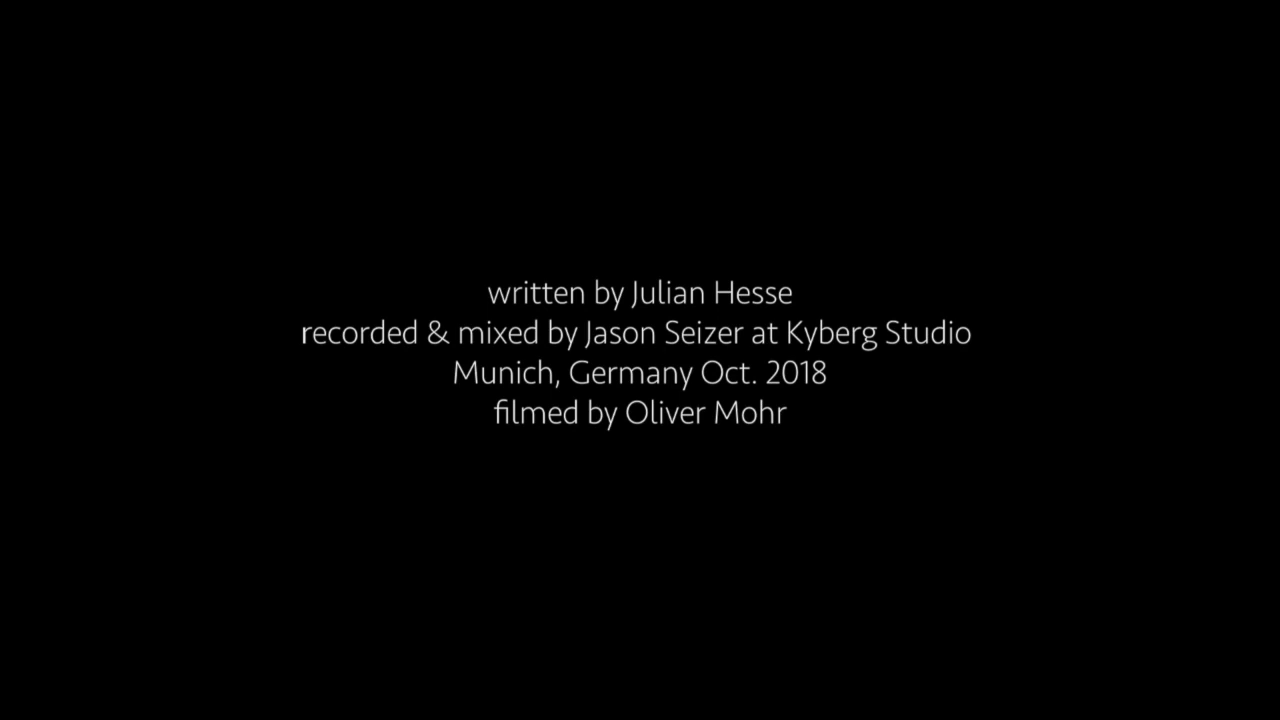 written by Julian Hesse
recorded & mixed by Jason Seizer at Kyberg Studio
Munich, Germany Oct. 2018
filmed by Oliver Mohr